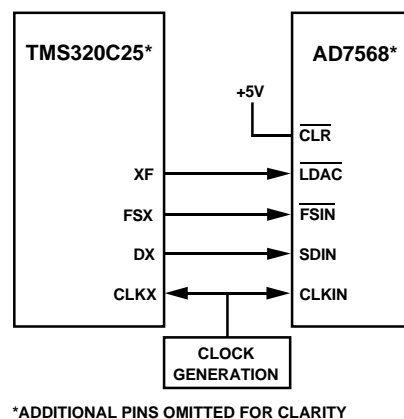 TMS320C25*
AD7568*
+5V
CLR
XF
LDAC
FSX
FSIN
DX
SDIN
CLKX
CLKIN
CLOCK
GENERATION
*ADDITIONAL PINS OMITTED FOR CLARITY